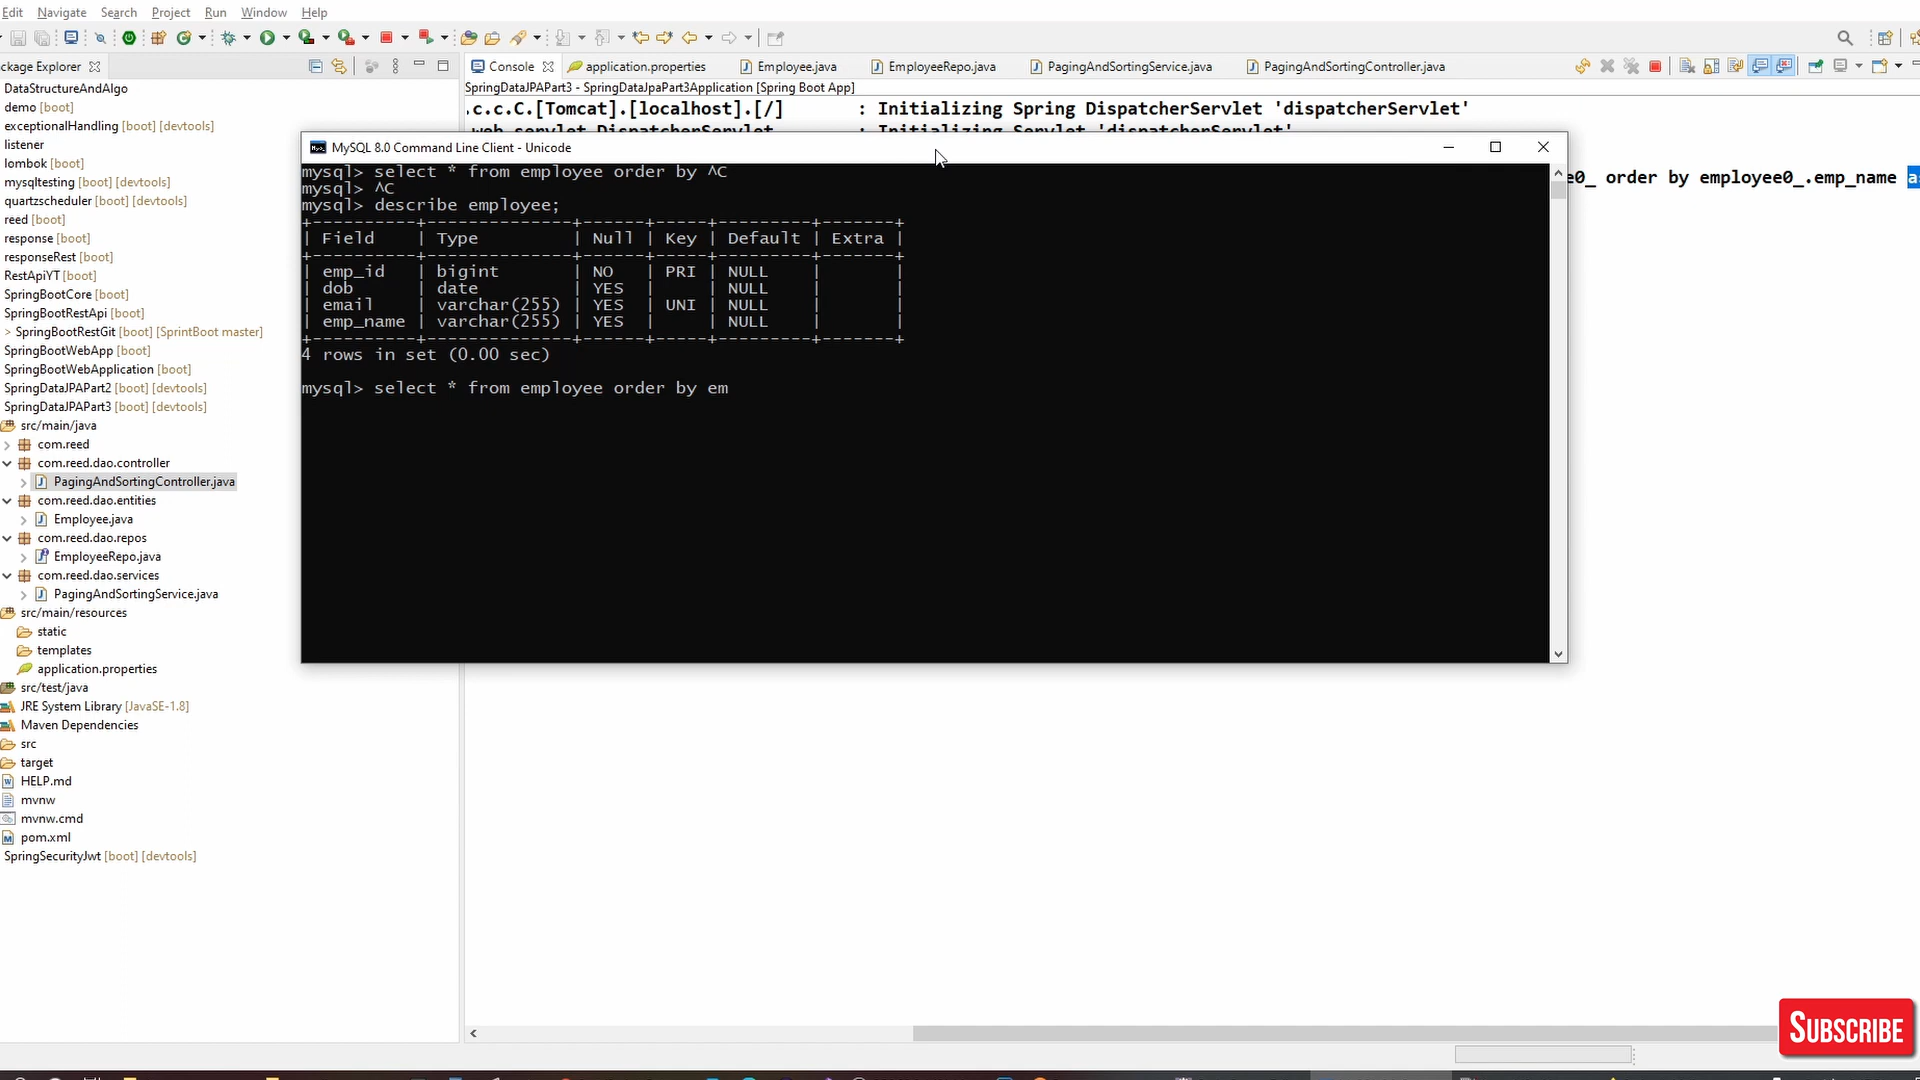 Edit Navigate Search Project Run Window Help
ckage Explorer
Console application.properties Employee.java EmployeeRepo.java PagingAndSortingService.java PagingAndSortingController.java
SpringDataJPAPart3 - SpringDataJpaPart3Application [Spring Boot App]
.c.c.C.[Tomcat].[localhost].[/] : Initializing Spring DispatcherServlet 'dispatcherServlet'
web.servlet.DispatcherServlet : Initializing Servlet 'dispatcherServlet'
e0_ order by employee0_.emp_name a
DataStructureAndAlgo
demo [boot]
exceptionalHandling [boot] [devtools]
listener
lombok [boot]
mysqltesting [boot] [devtools]
quartzscheduler [boot] [devtools]
reed [boot]
response [boot]
responseRest [boot]
RestApiYT [boot]
SpringBootCore [boot]
SpringBootRestApi [boot]
> SpringBootRestGit [boot] [SprintBoot master]
SpringBootWebApp [boot]
SpringBootWebApplication [boot]
SpringDataJPAPart2 [boot] [devtools]
SpringDataJPAPart3 [boot] [devtools]
src/main/java
com.reed
com.reed.dao.controller
PagingAndSortingController.java
com.reed.dao.entities
Employee.java
com.reed.dao.repos
EmployeeRepo.java
com.reed.dao.services
PagingAndSortingService.java
src/main/resources
static
templates
application.properties
src/test/java
JRE System Library [JavaSE-1.8]
Maven Dependencies
src
target
HELP.md
mvnw
mvnw.cmd
pom.xml
SpringSecurityJwt [boot] [devtools]
MySQL 8.0 Command Line Client - Unicode
mysql> select * from employee order by ^C
mysql> ^C
mysql> describe employee;
+----------+--------------+------+-----+---------+-------+
| Field | Type | Null | Key | Default | Extra |
+----------+--------------+------+-----+---------+-------+
| emp_id | bigint | NO | PRI | NULL | |
| dob | date | YES | | NULL | |
| email | varchar(255) | YES | UNI | NULL | |
| emp_name | varchar(255) | YES | | NULL | |
+----------+--------------+------+-----+---------+-------+
4 rows in set (0.00 sec)
mysql> select * from employee order by em
SUBSCRIBE